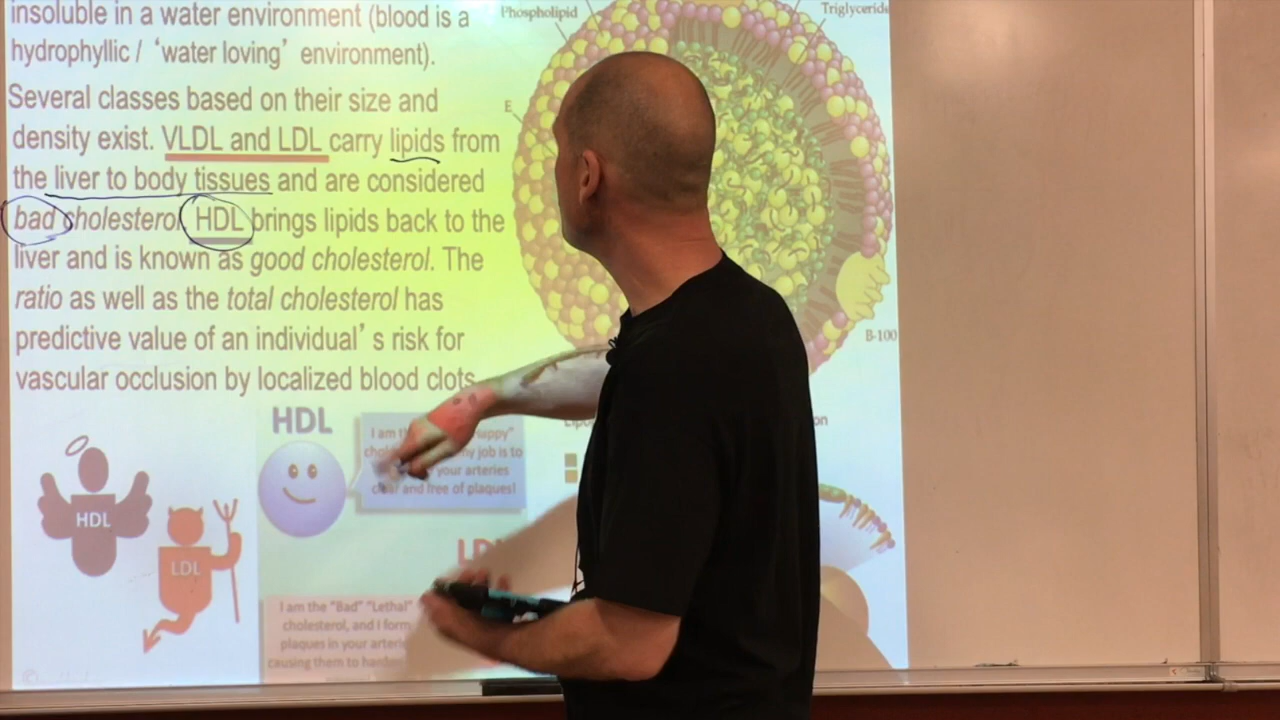 insoluble in a water environment (blood is a
hydrophyllic / ‘water loving’ environment).
Several classes based on their size and
density exist. VLDL and LDL carry lipids from
the liver to body tissues and are considered
bad cholesterol HDL brings lipids back to the
liver and is known as good cholesterol. The
ratio as well as the total cholesterol has
predictive value of an individual’s risk for
vascular occlusion by localized blood clots
Phospholipid
Triglyceride
E
B-100
HDL
LDL
HDL
I am
my job is to
your arteries
clear and free of plaques!
I am the "Bad" "Lethal"
cholesterol, and I form
plaques in your
causing them to